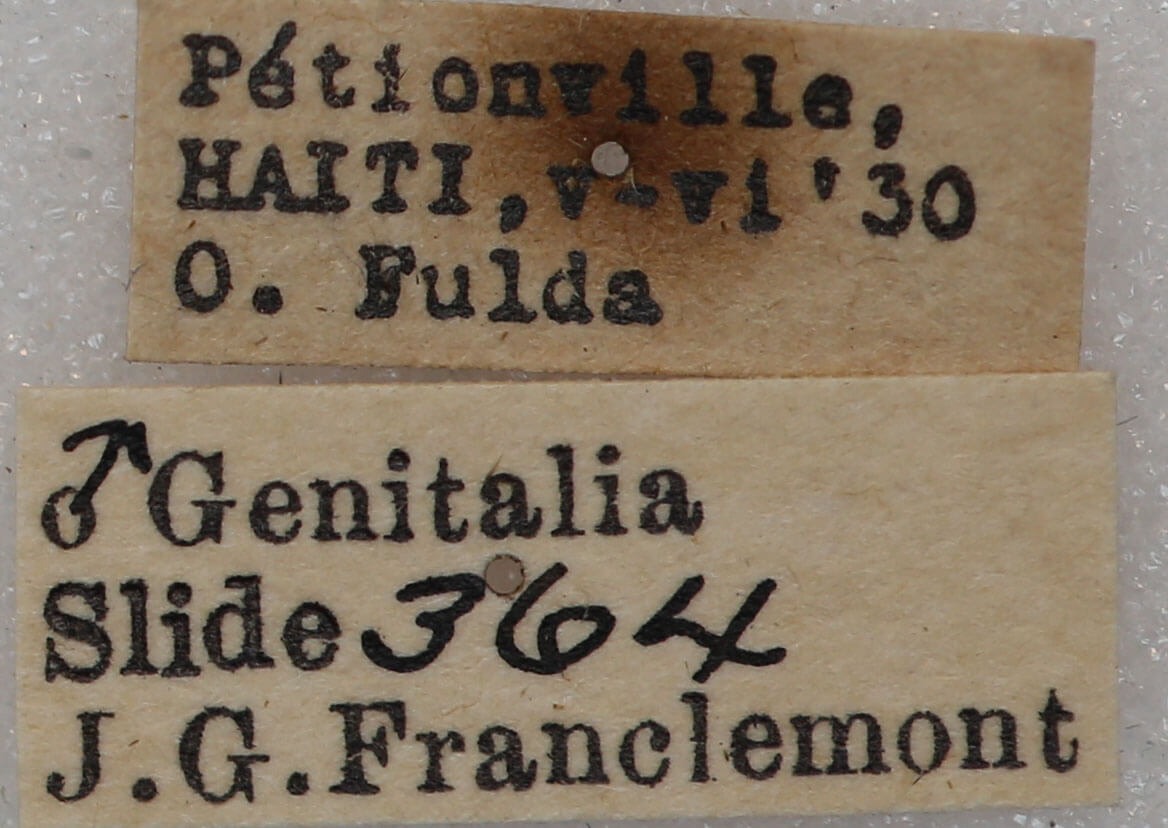 Pétionville,
HAITI, v-vi '30
O. Fulda
♂ Genitalia
Slide 364
J.G.Franclemont